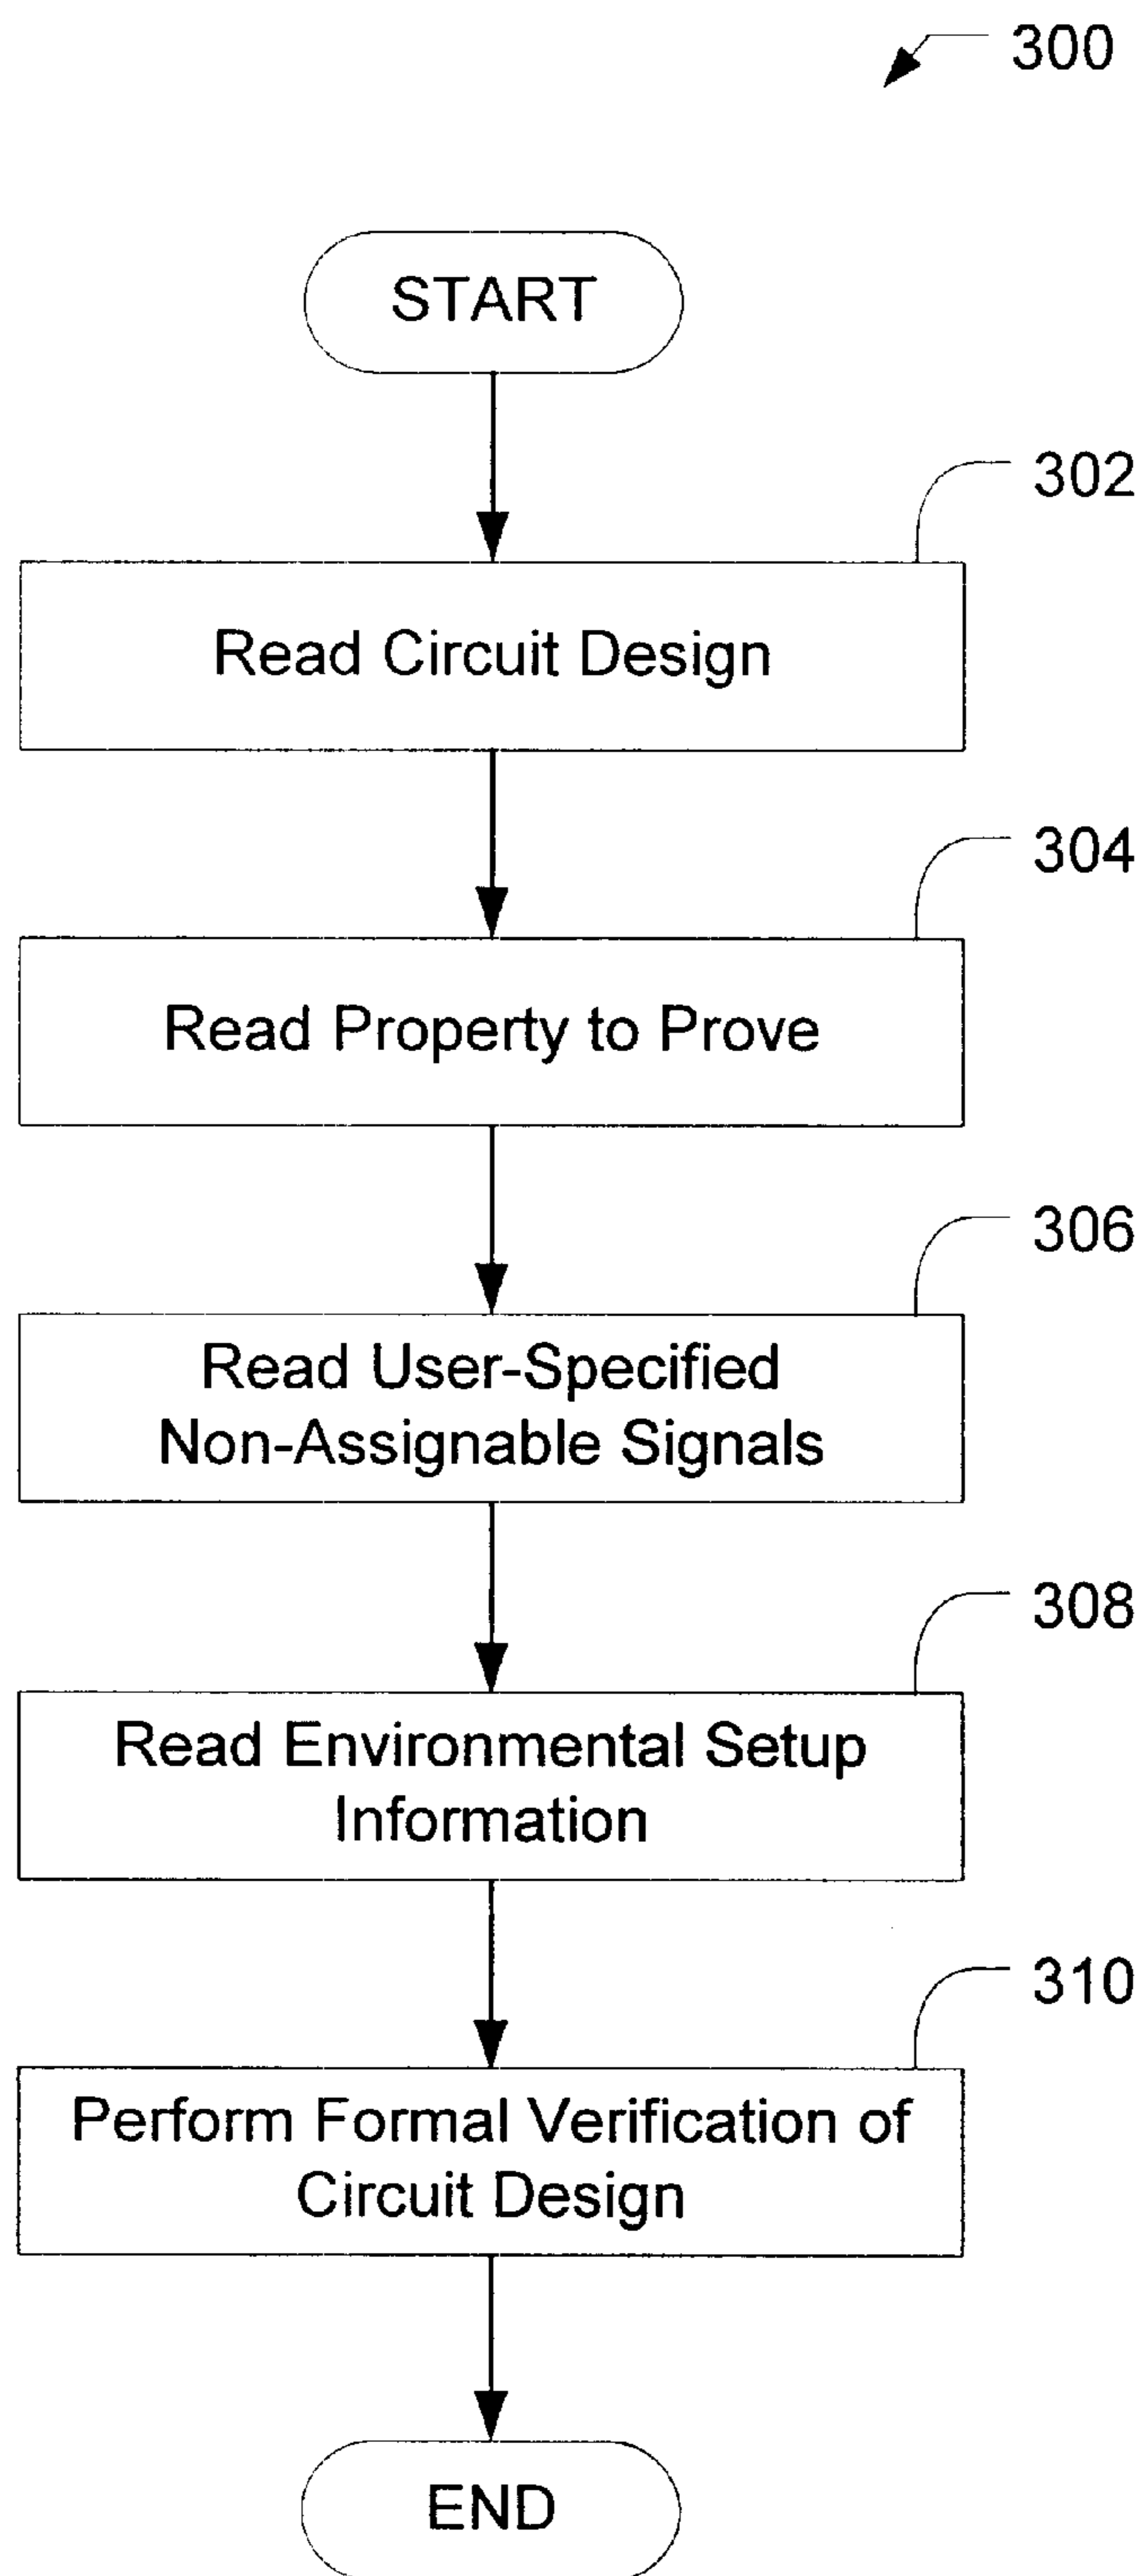 300
START
302
Read Circuit Design
304
Read Property to Prove
306
Read User-Specified
Non-Assignable Signals
308
Read Environmental Setup
Information
310
Perform Formal Verification of
Circuit Design
END